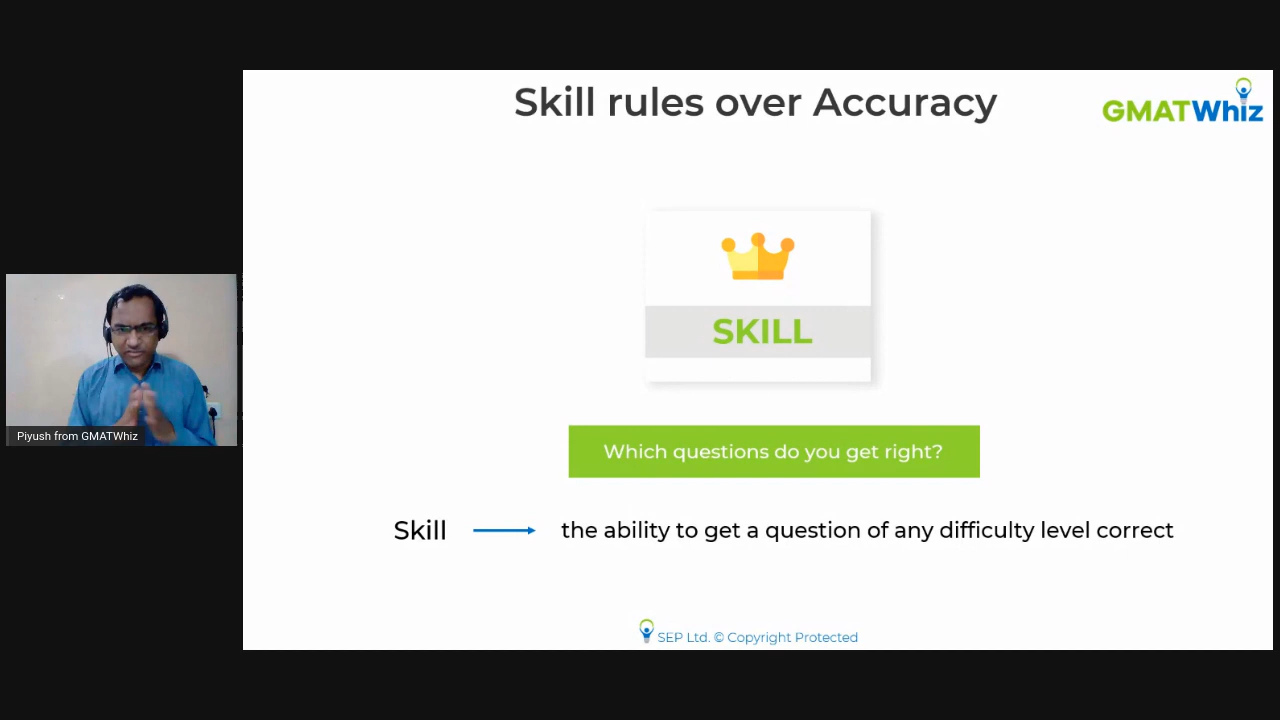 Skill rules over Accuracy
GMATWhiz
SKILL
Which questions do you get right?
Skill
the ability to get a question of any difficulty level correct
Piyush from GMATWhiz
SEP Ltd. © Copyright Protected